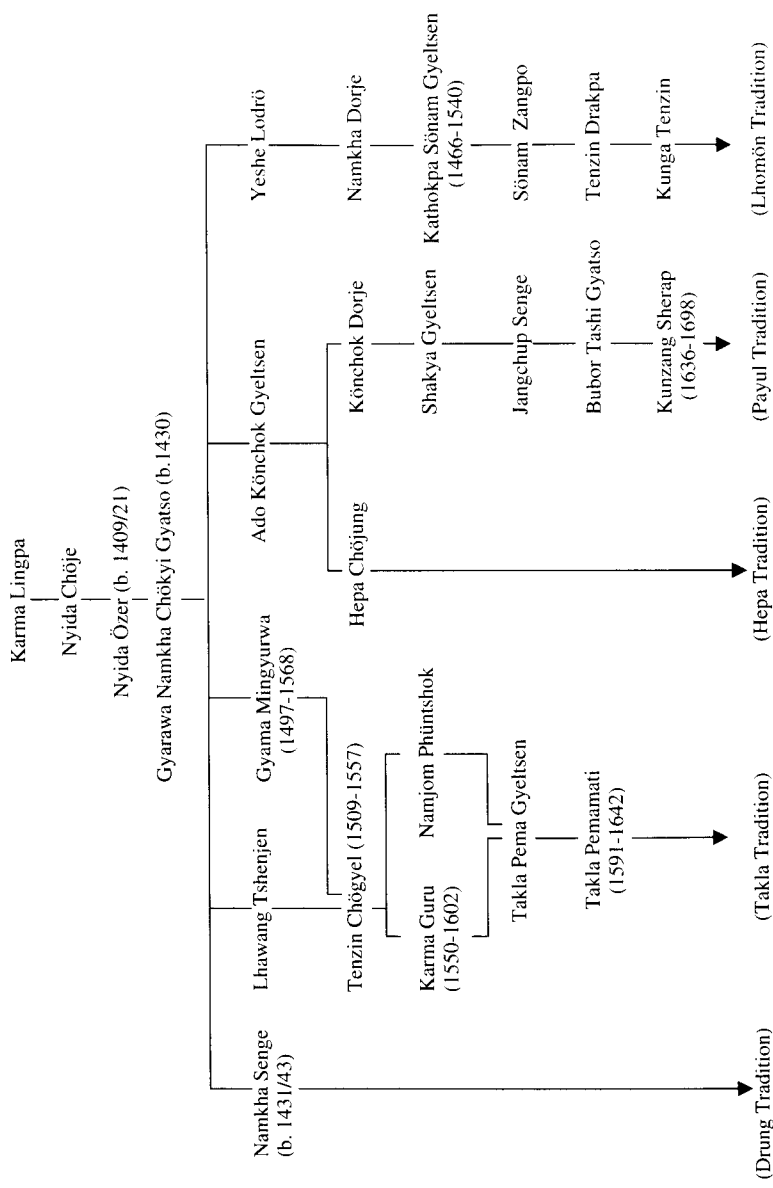 Karma Lingpa
Nyida Chöje
Nyida Özer (b. 1409/21)
Gyarawa Namkha Chökyi Gyatso (b.1430)
Namkha Senge
(b. 1431/43)
Lhawang Tshenjen
Gyama Mingyurwa
(1497-1568)
Ado Könchok Gyeltsen
Yeshe Lodrö
Tenzin Chögyel (1509-1557)
Hepa Chöjung
Könchok Dorje
Namkha Dorje
Karma Guru
(1550-1602)
Namjom Phüntshok
Shakya Gyeltsen
Kathokpa Sönam Gyeltsen
(1466-1540)
Takla Pema Gyeltsen
Jangchup Senge
Sönam Zangpo
Takla Pemamati
(1591-1642)
Bubor Tashi Gyatso
Tenzin Drakpa
Kunzang Sherap
(1636-1698)
Kunga Tenzin
(Drung Tradition)
(Takla Tradition)
(Hepa Tradition)
(Payul Tradition)
(Lhomön Tradition)